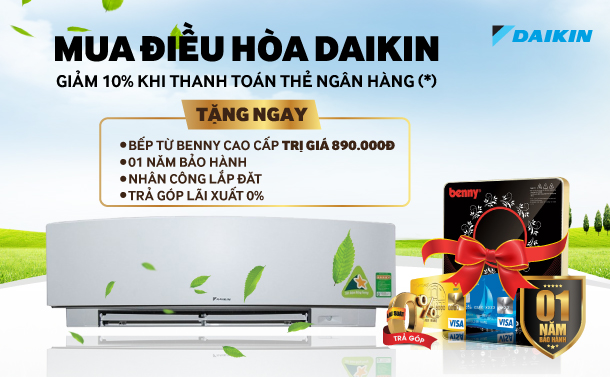 DAIKIN
MUA ĐIỀU HÒA DAIKIN
GIẢM 10% KHI THANH TOÁN THẺ NGÂN HÀNG (*)
TẶNG NGAY
• BẾP TỪ BENNY CAO CẤP TRỊ GIÁ 890.000Đ
• 01 NĂM BẢO HÀNH
• NHÂN CÔNG LẮP ĐẶT
• TRẢ GÓP LÃI XUẤT 0%
benny
DAIKIN
0%
TRẢ GÓP
VISA
VISA
01
NĂM
BẢO HÀNH